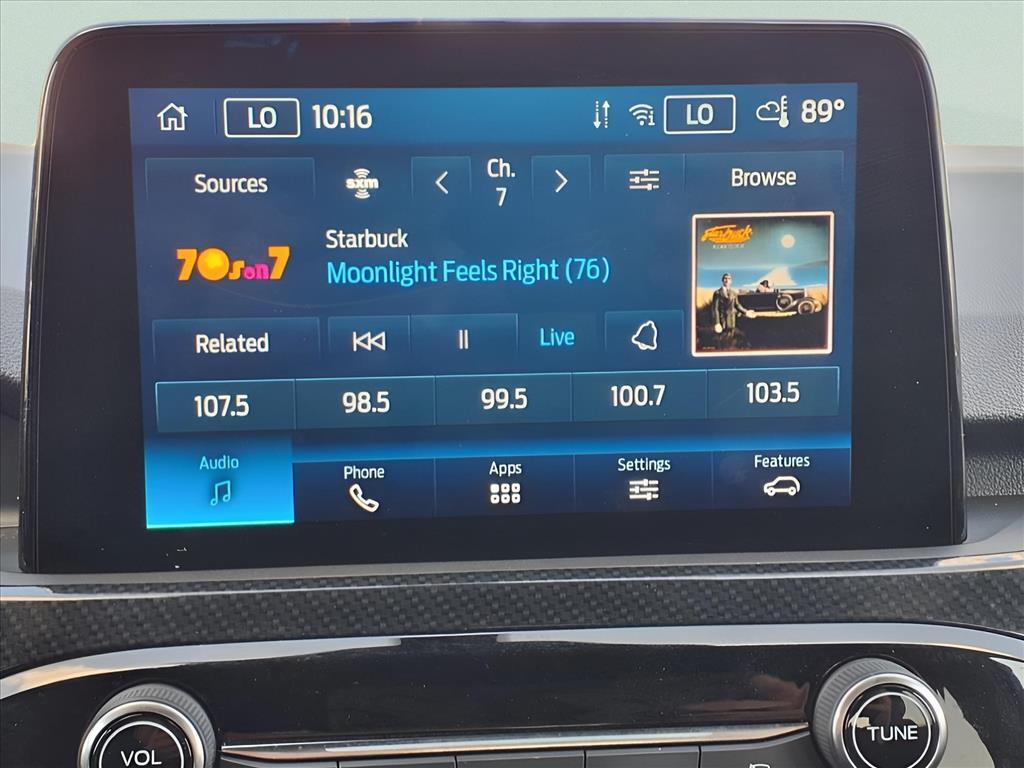 LO 10:16 LO 89°
Sources sxm Ch. 7 Browse
70s on 7
Starbuck
Moonlight Feels Right (76)
Starbuck
Related Live
107.5 98.5 99.5 100.7 103.5
Audio Phone Apps Settings Features
VOL TUNE